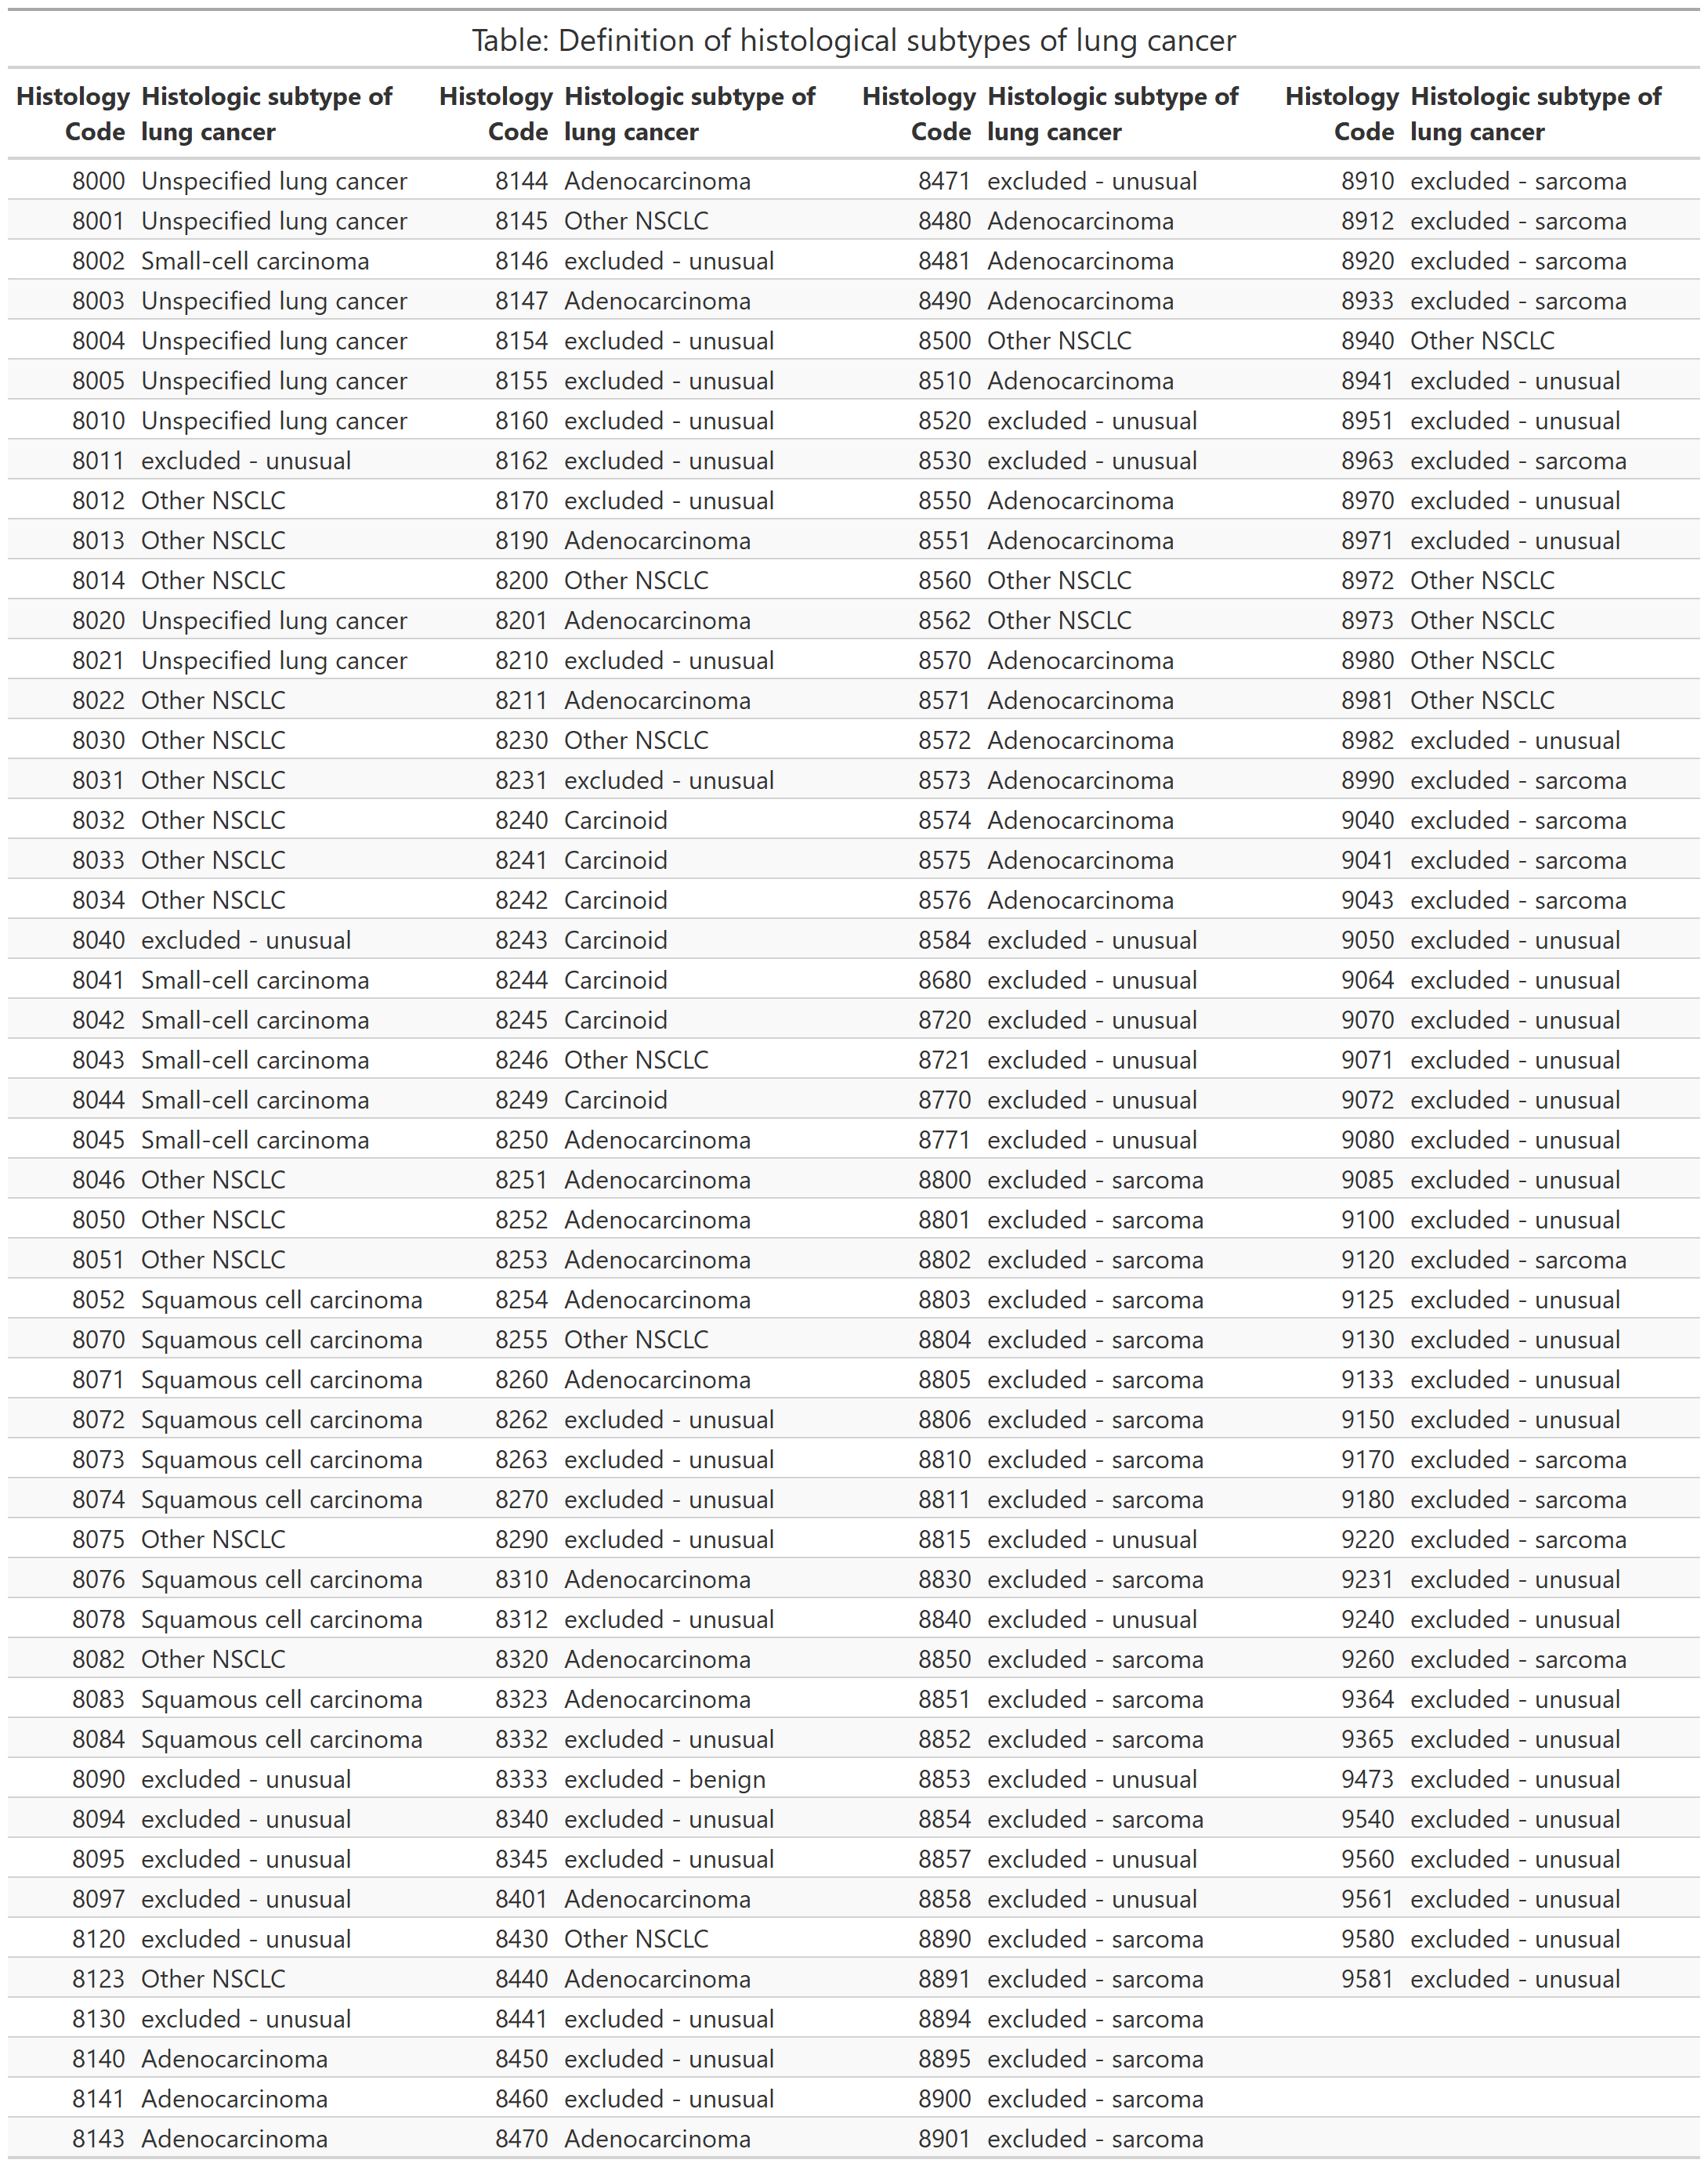 Table: Definition of histological subtypes of lung cancer
Histology Histologic subtype of Histology Histologic subtype of Histology Histologic subtype of Histology Histologic subtype of
Code lung cancer Code lung cancer Code lung cancer Code lung cancer
8000 Unspecified lung cancer 8144 Adenocarcinoma 8471 excluded - unusual 8910 excluded - sarcoma
8001 Unspecified lung cancer 8145 Other NSCLC 8480 Adenocarcinoma 8912 excluded - sarcoma
8002 Small-cell carcinoma 8146 excluded - unusual 8481 Adenocarcinoma 8920 excluded - sarcoma
8003 Unspecified lung cancer 8147 Adenocarcinoma 8490 Adenocarcinoma 8933 excluded - sarcoma
8004 Unspecified lung cancer 8154 excluded - unusual 8500 Other NSCLC 8940 Other NSCLC
8005 Unspecified lung cancer 8155 excluded - unusual 8510 Adenocarcinoma 8941 excluded - unusual
8010 Unspecified lung cancer 8160 excluded - unusual 8520 excluded - unusual 8951 excluded - unusual
8011 excluded - unusual 8162 excluded - unusual 8530 excluded - unusual 8963 excluded - sarcoma
8012 Other NSCLC 8170 excluded - unusual 8550 Adenocarcinoma 8970 excluded - unusual
8013 Other NSCLC 8190 Adenocarcinoma 8551 Adenocarcinoma 8971 excluded - unusual
8014 Other NSCLC 8200 Other NSCLC 8560 Other NSCLC 8972 Other NSCLC
8020 Unspecified lung cancer 8201 Adenocarcinoma 8562 Other NSCLC 8973 Other NSCLC
8021 Unspecified lung cancer 8210 excluded - unusual 8570 Adenocarcinoma 8980 Other NSCLC
8022 Other NSCLC 8211 Adenocarcinoma 8571 Adenocarcinoma 8981 Other NSCLC
8030 Other NSCLC 8230 Other NSCLC 8572 Adenocarcinoma 8982 excluded - unusual
8031 Other NSCLC 8231 excluded - unusual 8573 Adenocarcinoma 8990 excluded - sarcoma
8032 Other NSCLC 8240 Carcinoid 8574 Adenocarcinoma 9040 excluded - sarcoma
8033 Other NSCLC 8241 Carcinoid 8575 Adenocarcinoma 9041 excluded - sarcoma
8034 Other NSCLC 8242 Carcinoid 8576 Adenocarcinoma 9043 excluded - sarcoma
8040 excluded - unusual 8243 Carcinoid 8584 excluded - unusual 9050 excluded - unusual
8041 Small-cell carcinoma 8244 Carcinoid 8680 excluded - unusual 9064 excluded - unusual
8042 Small-cell carcinoma 8245 Carcinoid 8720 excluded - unusual 9070 excluded - unusual
8043 Small-cell carcinoma 8246 Other NSCLC 8721 excluded - unusual 9071 excluded - unusual
8044 Small-cell carcinoma 8249 Carcinoid 8770 excluded - unusual 9072 excluded - unusual
8045 Small-cell carcinoma 8250 Adenocarcinoma 8771 excluded - unusual 9080 excluded - unusual
8046 Other NSCLC 8251 Adenocarcinoma 8800 excluded - sarcoma 9085 excluded - unusual
8050 Other NSCLC 8252 Adenocarcinoma 8801 excluded - sarcoma 9100 excluded - unusual
8051 Other NSCLC 8253 Adenocarcinoma 8802 excluded - sarcoma 9120 excluded - sarcoma
8052 Squamous cell carcinoma 8254 Adenocarcinoma 8803 excluded - sarcoma 9125 excluded - unusual
8070 Squamous cell carcinoma 8255 Other NSCLC 8804 excluded - sarcoma 9130 excluded - unusual
8071 Squamous cell carcinoma 8260 Adenocarcinoma 8805 excluded - sarcoma 9133 excluded - unusual
8072 Squamous cell carcinoma 8262 excluded - unusual 8806 excluded - sarcoma 9150 excluded - unusual
8073 Squamous cell carcinoma 8263 excluded - unusual 8810 excluded - sarcoma 9170 excluded - sarcoma
8074 Squamous cell carcinoma 8270 excluded - unusual 8811 excluded - sarcoma 9180 excluded - sarcoma
8075 Other NSCLC 8290 excluded - unusual 8815 excluded - unusual 9220 excluded - sarcoma
8076 Squamous cell carcinoma 8310 Adenocarcinoma 8830 excluded - sarcoma 9231 excluded - unusual
8078 Squamous cell carcinoma 8312 excluded - unusual 8840 excluded - unusual 9240 excluded - unusual
8082 Other NSCLC 8320 Adenocarcinoma 8850 excluded - sarcoma 9260 excluded - sarcoma
8083 Squamous cell carcinoma 8323 Adenocarcinoma 8851 excluded - sarcoma 9364 excluded - unusual
8084 Squamous cell carcinoma 8332 excluded - unusual 8852 excluded - sarcoma 9365 excluded - unusual
8090 excluded - unusual 8333 excluded - benign 8853 excluded - unusual 9473 excluded - unusual
8094 excluded - unusual 8340 excluded - unusual 8854 excluded - sarcoma 9540 excluded - unusual
8095 excluded - unusual 8345 excluded - unusual 8857 excluded - unusual 9560 excluded - unusual
8097 excluded - unusual 8401 Adenocarcinoma 8858 excluded - unusual 9561 excluded - unusual
8120 excluded - unusual 8430 Other NSCLC 8890 excluded - sarcoma 9580 excluded - unusual
8123 Other NSCLC 8440 Adenocarcinoma 8891 excluded - sarcoma 9581 excluded - unusual
8130 excluded - unusual 8441 excluded - unusual 8894 excluded - sarcoma
8140 Adenocarcinoma 8450 excluded - unusual 8895 excluded - sarcoma
8141 Adenocarcinoma 8460 excluded - unusual 8900 excluded - sarcoma
8143 Adenocarcinoma 8470 Adenocarcinoma 8901 excluded - sarcoma